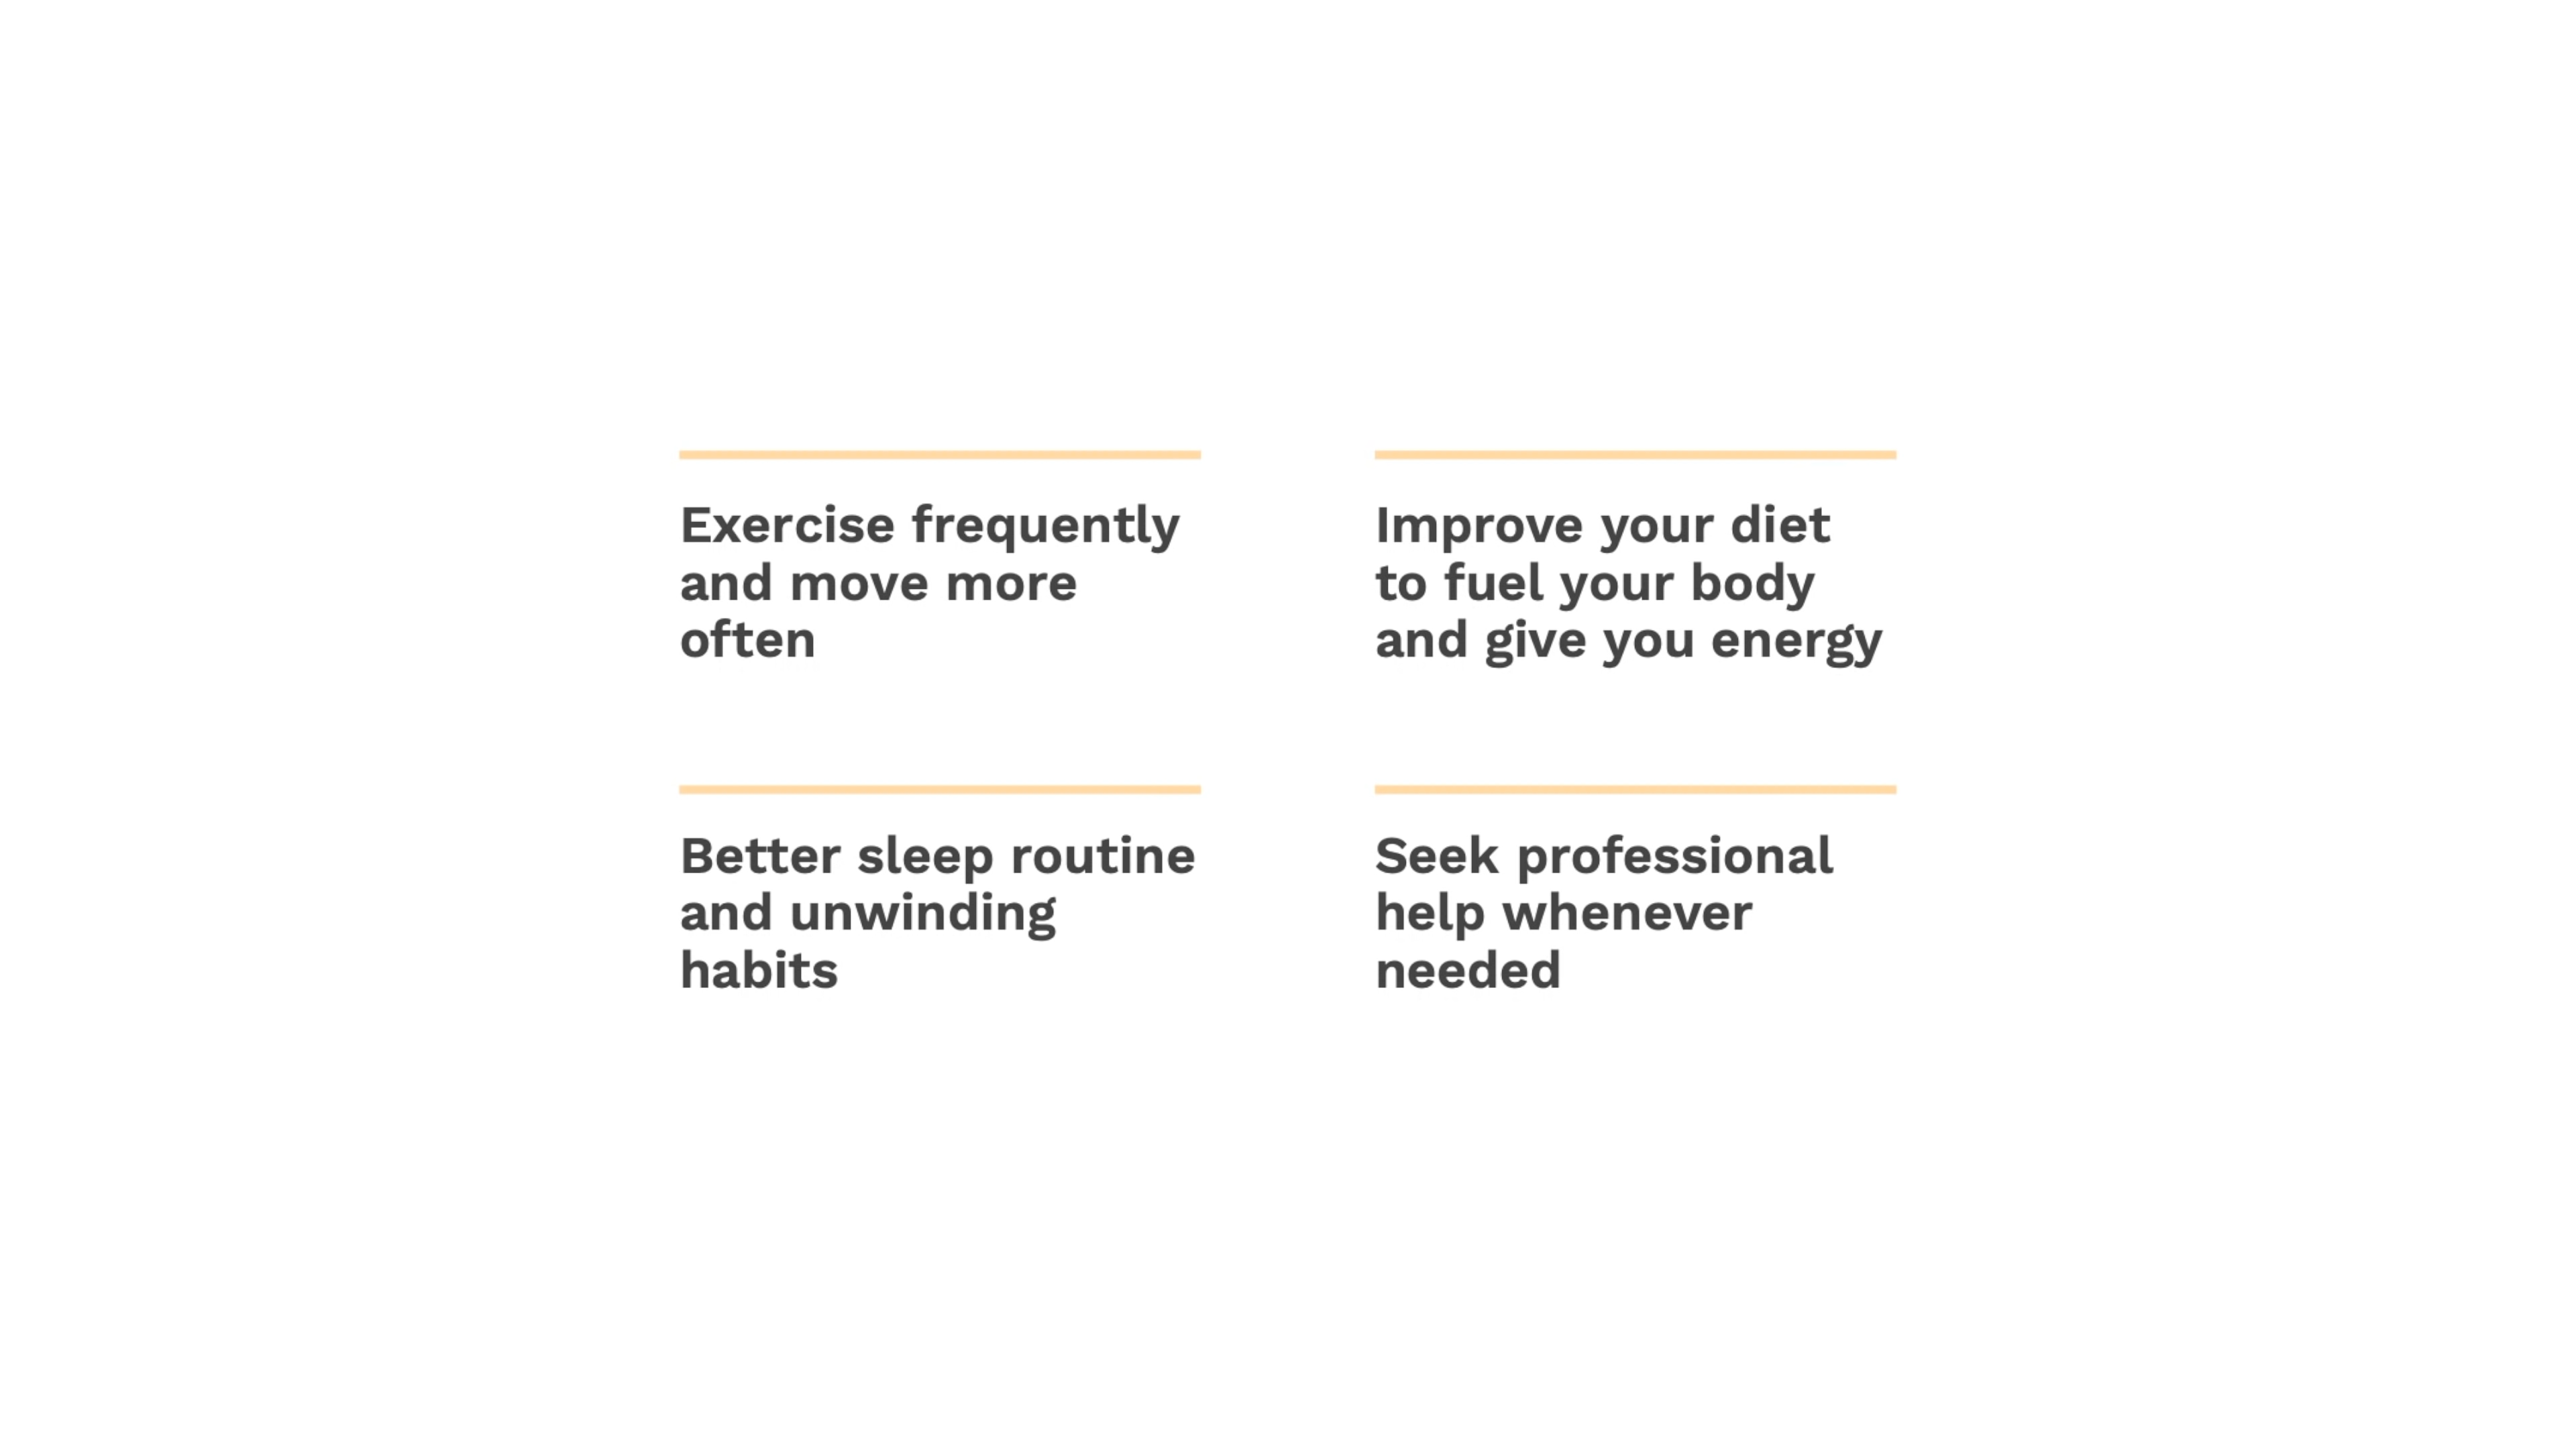 Exercise frequently
and move more
often
Improve your diet
to fuel your body
and give you energy
Better sleep routine
and unwinding
habits
Seek professional
help whenever
needed